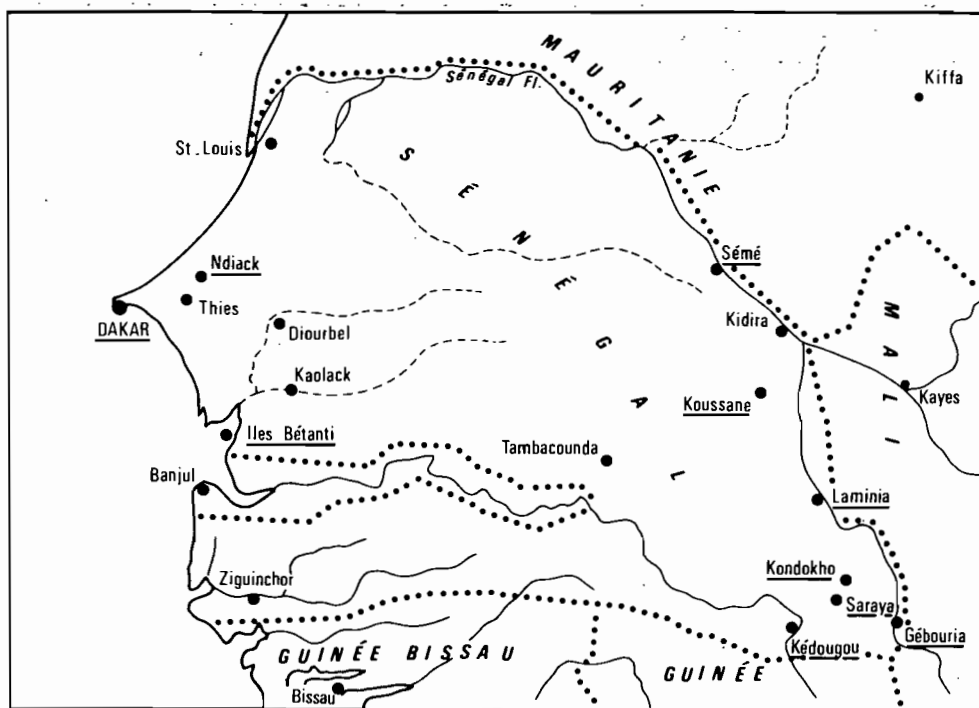 MAURITANIE
Kiffa
Sénégal Fl.
St.Louis
SÉNÉGAL
Ndiack
Sémé
Thies
DAKAR
Diourbel
Kidira
MALI
Kaolack
Koussane
Kayes
Iles Bétanti
Tambacounda
Banjul
Laminia
Kondokho
Ziguinchor
Saraya
Gébouria
Kédougou
GUINÉE BISSAU
GUINÉE
Bissau